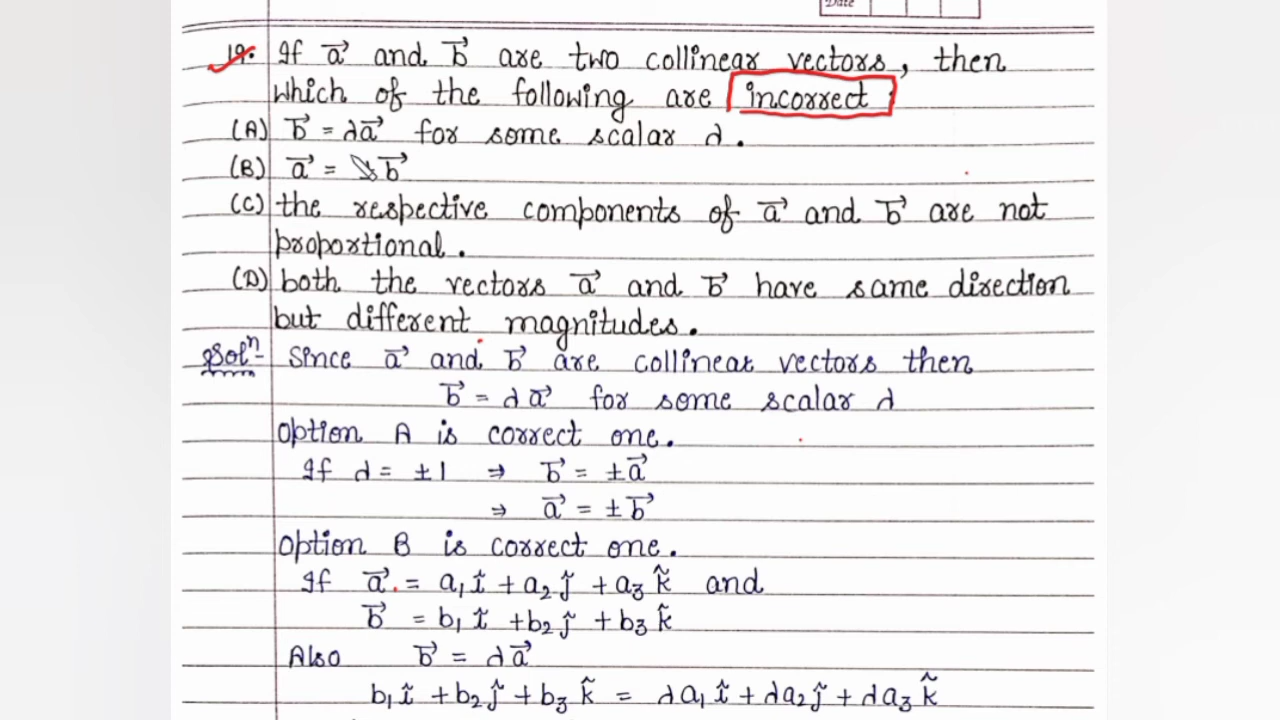 Date
19. If a⃗ and b⃗ are two collinear vectors, then
which of the following are incorrect
(A) b⃗ = λa⃗ for some scalar λ.
(B) a⃗ = b⃗
(C) the respective components of a⃗ and b⃗ are not
proportional.
(D) both the vectors a⃗ and b⃗ have same direction
but different magnitudes.
Solⁿ- Since a⃗ and b⃗ are collinear vectors then
b⃗ = λa⃗ for some scalar λ
Option A is correct one.
If λ = ±1 ⇒ b⃗ = ±a⃗
⇒ a⃗ = ±b⃗
Option B is correct one.
If a⃗ = a₁î + a₂ĵ + a₃k̂ and
b⃗ = b₁î + b₂ĵ + b₃k̂
Also b⃗ = λa⃗
b₁î + b₂ĵ + b₃k̂ = λa₁î + λa₂ĵ + λa₃k̂